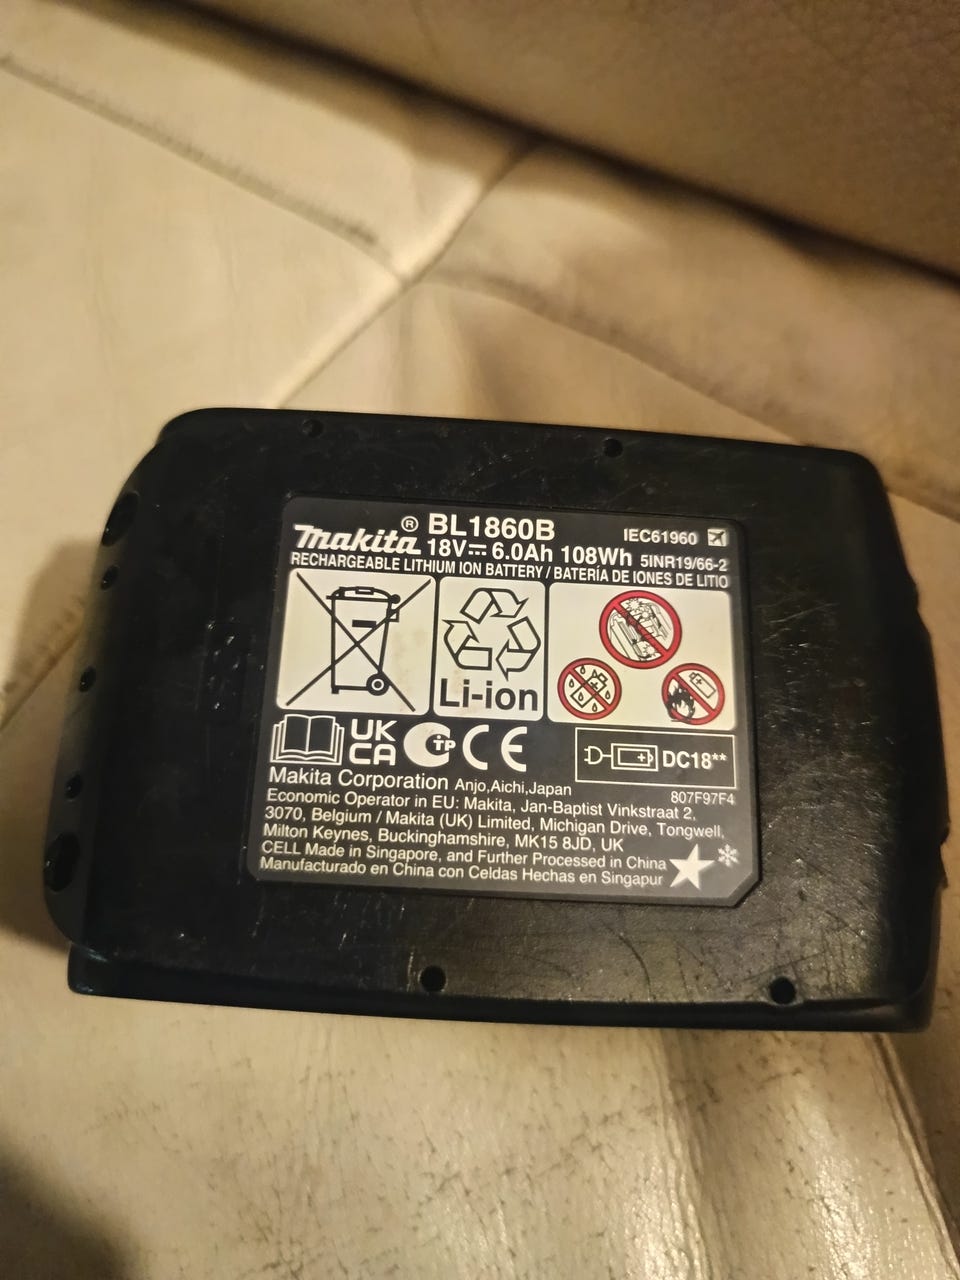 makita® BL1860B
18V⎓ 6.0Ah 108Wh
IEC61960
5INR19/66-2
RECHARGEABLE LITHIUM ION BATTERY / BATERÍA DE IONES DE LITIO
Li-ion
UK
CA
TP
CE
DC18**
807F97F4
Makita Corporation Anjo,Aichi,Japan
Economic Operator in EU: Makita, Jan-Baptist Vinkstraat 2,
3070, Belgium / Makita (UK) Limited, Michigan Drive, Tongwell,
Milton Keynes, Buckinghamshire, MK15 8JD, UK
CELL Made in Singapore, and Further Processed in China
Manufacturado en China con Celdas Hechas en Singapur